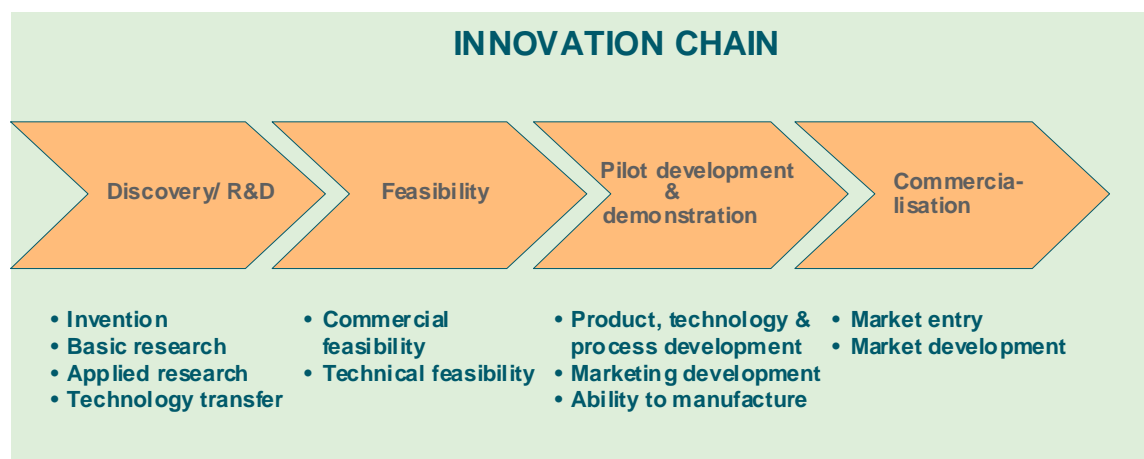 INNOVATION CHAIN
Discovery/ R&D
Feasibility
Pilot development
&
demonstration
Commercia-
lisation
• Invention
• Basic research
• Applied research
• Technology transfer
• Commercial
feasibility
• Technical feasibility
• Product, technology &
process development
• Marketing development
• Ability to manufacture
• Market entry
• Market development